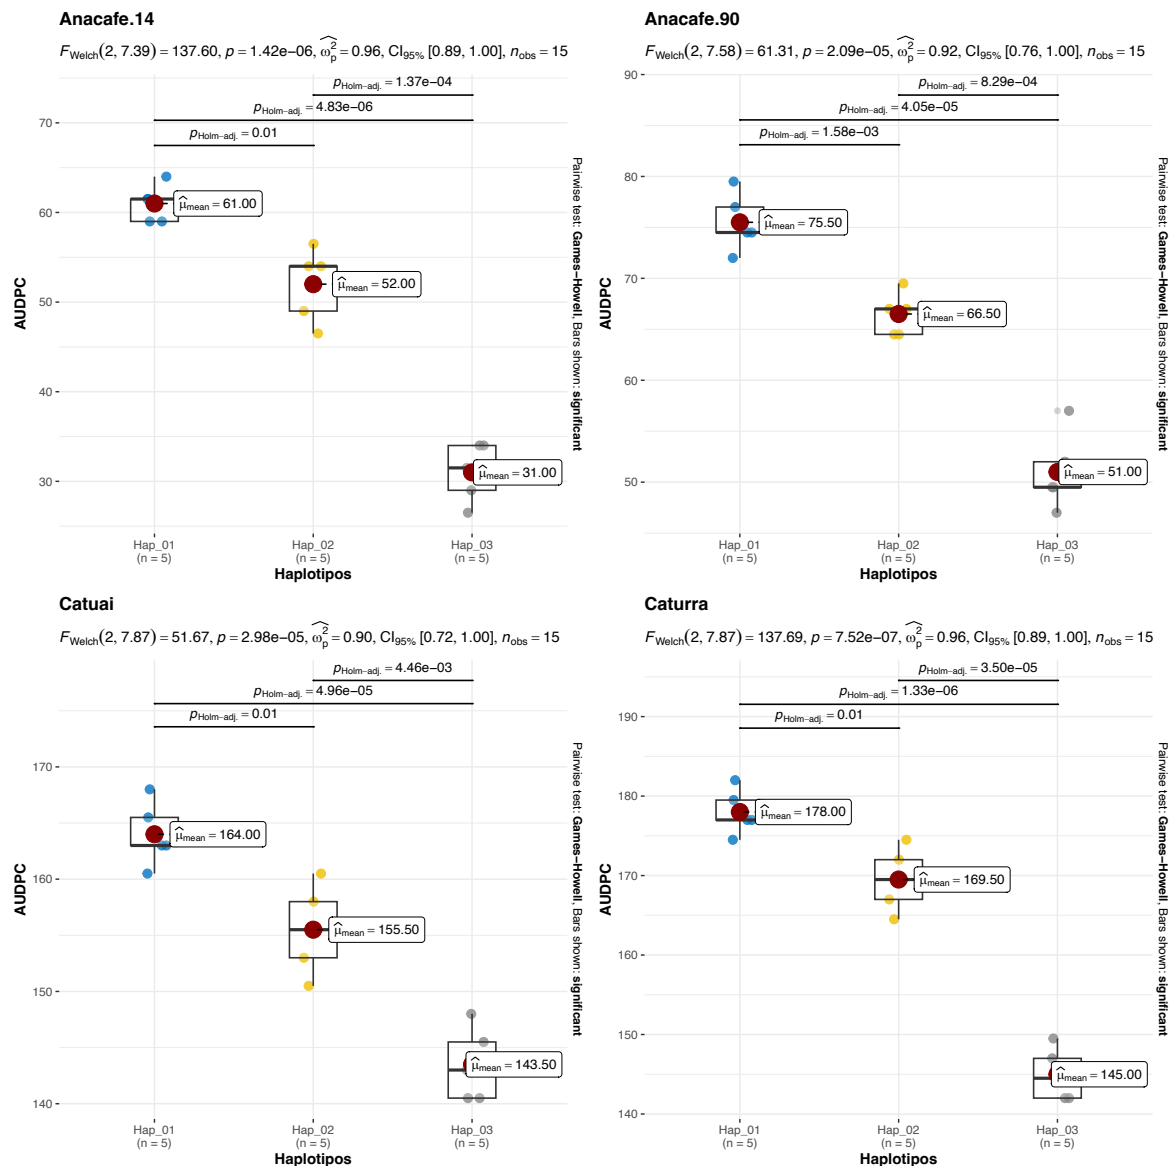 Anacafe.14
F_Welch(2, 7.39) = 137.60, p = 1.42e−06, ω̂²_p = 0.96, CI_95% [0.89, 1.00], n_obs = 15
p_Holm−adj. = 1.37e−04
p_Holm−adj. = 4.83e−06
p_Holm−adj. = 0.01
70
60
50
40
30
AUDPC
μ̂_mean = 61.00
μ̂_mean = 52.00
μ̂_mean = 31.00
Pairwise test: Games−Howell, Bars shown: significant
Hap_01 Hap_02 Hap_03
(n = 5) (n = 5) (n = 5)
Haplotipos
Anacafe.90
F_Welch(2, 7.58) = 61.31, p = 2.09e−05, ω̂²_p = 0.92, CI_95% [0.76, 1.00], n_obs = 15
p_Holm−adj. = 8.29e−04
p_Holm−adj. = 4.05e−05
p_Holm−adj. = 1.58e−03
90
80
70
60
50
AUDPC
μ̂_mean = 75.50
μ̂_mean = 66.50
μ̂_mean = 51.00
Pairwise test: Games−Howell, Bars shown: significant
Hap_01 Hap_02 Hap_03
(n = 5) (n = 5) (n = 5)
Haplotipos
Catuai
F_Welch(2, 7.87) = 51.67, p = 2.98e−05, ω̂²_p = 0.90, CI_95% [0.72, 1.00], n_obs = 15
p_Holm−adj. = 4.46e−03
p_Holm−adj. = 4.96e−05
p_Holm−adj. = 0.01
170
160
150
140
AUDPC
μ̂_mean = 164.00
μ̂_mean = 155.50
μ̂_mean = 143.50
Pairwise test: Games−Howell, Bars shown: significant
Hap_01 Hap_02 Hap_03
(n = 5) (n = 5) (n = 5)
Haplotipos
Caturra
F_Welch(2, 7.87) = 137.69, p = 7.52e−07, ω̂²_p = 0.96, CI_95% [0.89, 1.00], n_obs = 15
p_Holm−adj. = 3.50e−05
p_Holm−adj. = 1.33e−06
p_Holm−adj. = 0.01
190
180
170
160
150
140
AUDPC
μ̂_mean = 178.00
μ̂_mean = 169.50
μ̂_mean = 145.00
Pairwise test: Games−Howell, Bars shown: significant
Hap_01 Hap_02 Hap_03
(n = 5) (n = 5) (n = 5)
Haplotipos